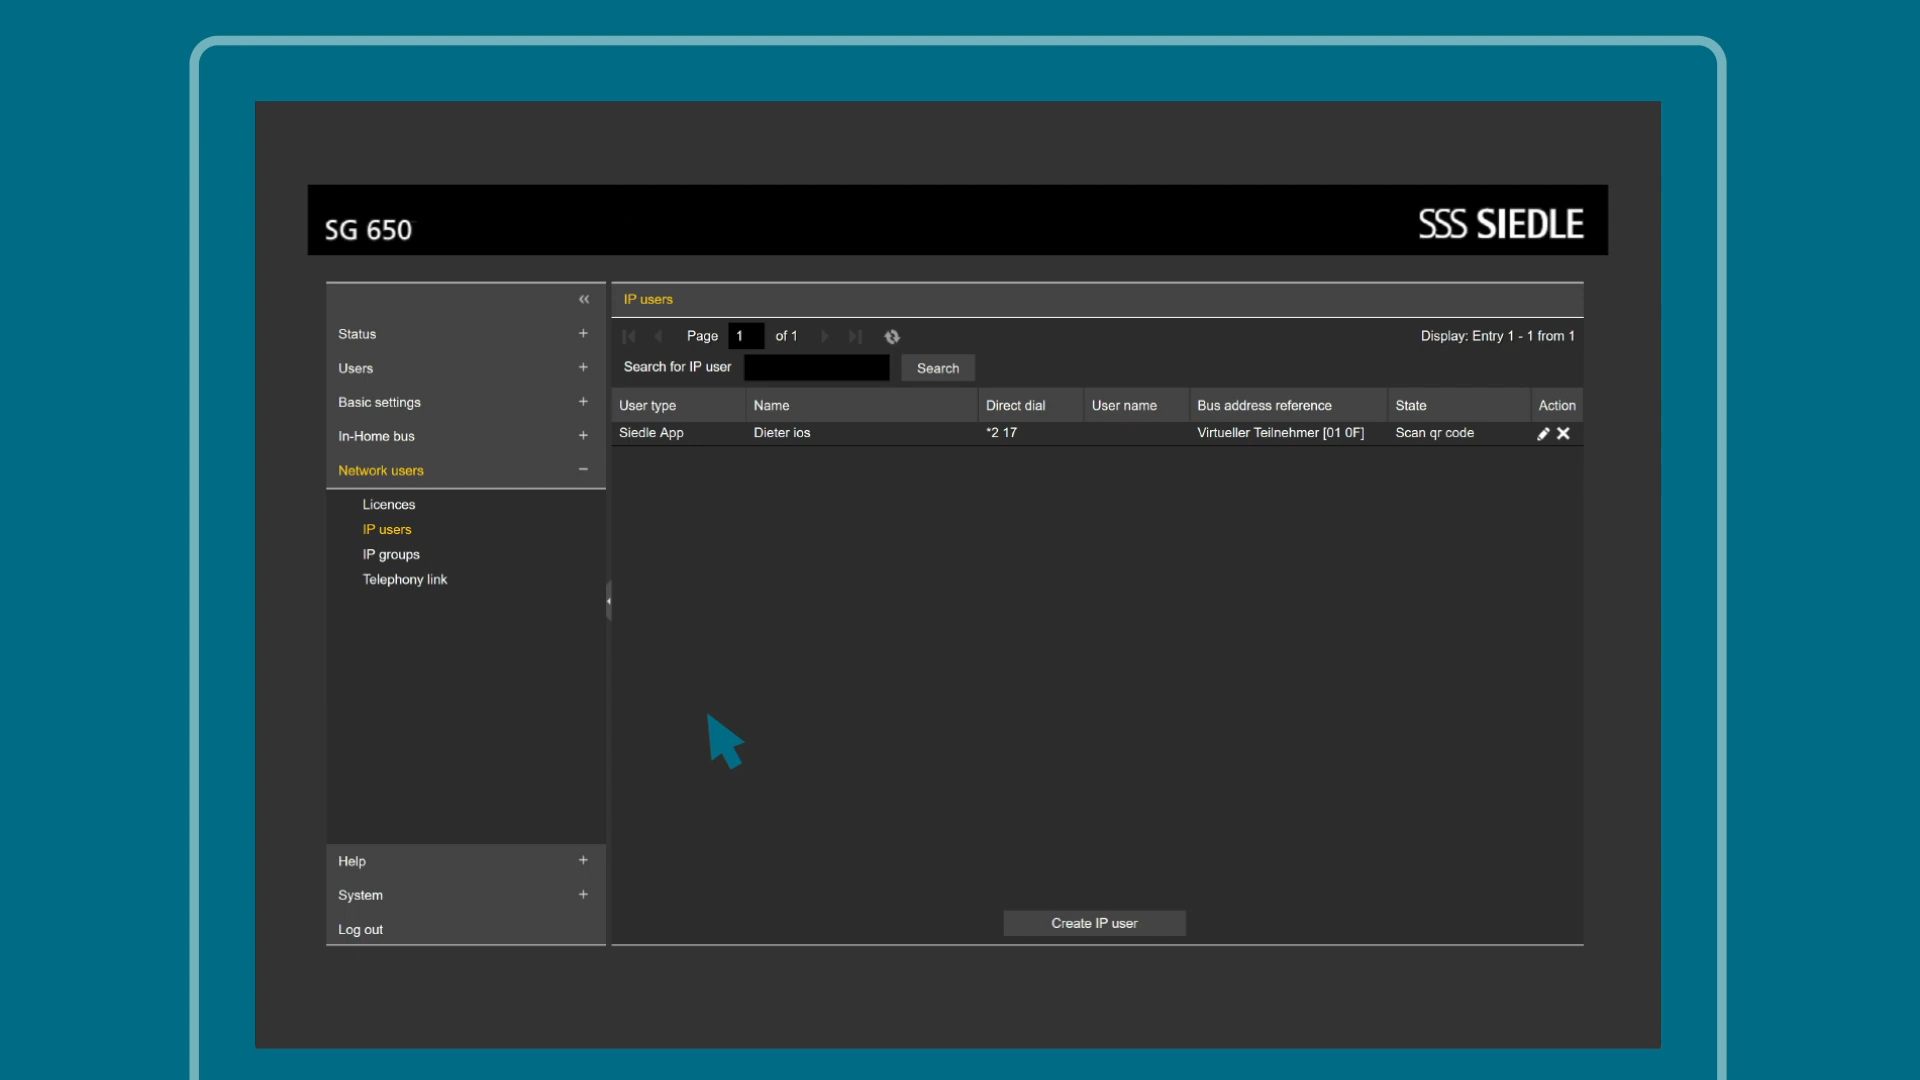 SG 650
SSS SIEDLE
«
Status +
Users +
Basic settings +
In-Home bus +
Network users −
Licences
IP users
IP groups
Telephony link
Help +
System +
Log out
IP users
Page 1 of 1
Display: Entry 1 - 1 from 1
Search for IP user Search
User type Name Direct dial User name Bus address reference State Action
Siedle App Dieter ios *2 17 Virtueller Teilnehmer [01 0F] Scan qr code
Create IP user